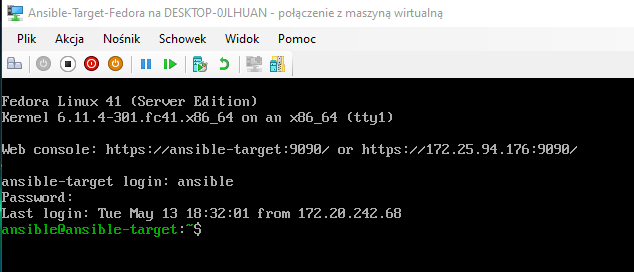 Ansible-Target-Fedora na DESKTOP-0JLHUAN - połączenie z maszyną wirtualną
Plik Akcja Nośnik Schowek Widok Pomoc
Fedora Linux 41 (Server Edition)
Kernel 6.11.4-301.fc41.x86_64 on an x86_64 (tty1)
Web console: https://ansible-target:9090/ or https://172.25.94.176:9090/
ansible-target login: ansible
Password:
Last login: Tue May 13 18:32:01 from 172.20.242.68
ansible@ansible-target:~$